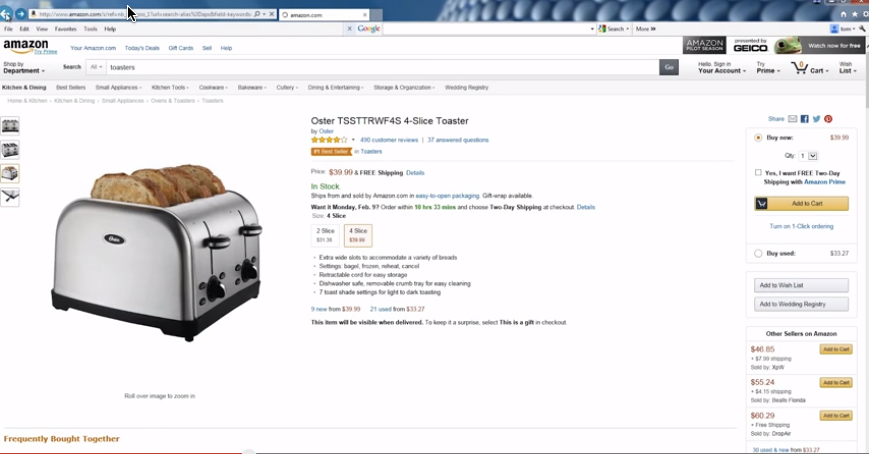 amazon.com
File Edit View Favorites Tools Help
Google
Search
More »
amazon
Try Prime
Your Amazon.com Today's Deals Gift Cards Sell Help
AMAZON PILOT SEASON
presented by GEICO
Watch now for free
Shop by Department
Search All toasters Go
Hello. Sign in Your Account
Try Prime
0 Cart
Wish List
Kitchen & Dining Best Sellers Small Appliances Kitchen Tools Cookware Bakeware Cutlery Dining & Entertaining Storage & Organization Wedding Registry
Home & Kitchen › Kitchen & Dining › Small Appliances › Ovens & Toasters › Toasters
Oster TSSTTRWF4S 4-Slice Toaster
by Oster
490 customer reviews | 37 answered questions
#1 Best Seller in Toasters
Price: $39.99 & FREE Shipping. Details
In Stock.
Ships from and sold by Amazon.com in easy-to-open packaging. Gift-wrap available.
Want it Monday, Feb. 9? Order within 10 hrs 33 mins and choose Two-Day Shipping at checkout. Details
Size: 4 Slice
2 Slice 4 Slice
$31.38 $39.99
Extra wide slots to accommodate a variety of breads
Settings: bagel, frozen, reheat, cancel
Retractable cord for easy storage
Dishwasher safe, removable crumb tray for easy cleaning
7 toast shade settings for light to dark toasting
9 new from $39.99 21 used from $33.27
This item will be visible when delivered. To keep it a surprise, select This is a gift in checkout.
Oster
Roll over image to zoom in
Frequently Bought Together
Share
Buy new: $39.99
Qty: 1
Yes, I want FREE Two-Day Shipping with Amazon Prime
Add to Cart
Turn on 1-Click ordering
Buy used: $33.27
Add to Wish List
Add to Wedding Registry
Other Sellers on Amazon
$46.85 Add to Cart
+ $7.99 shipping
Sold by:
$55.24 Add to Cart
+ $4.15 shipping
Sold by: Bealls Florida
$60.29 Add to Cart
+ Free Shipping
Sold by: DropAir
30 used & new from $33.27